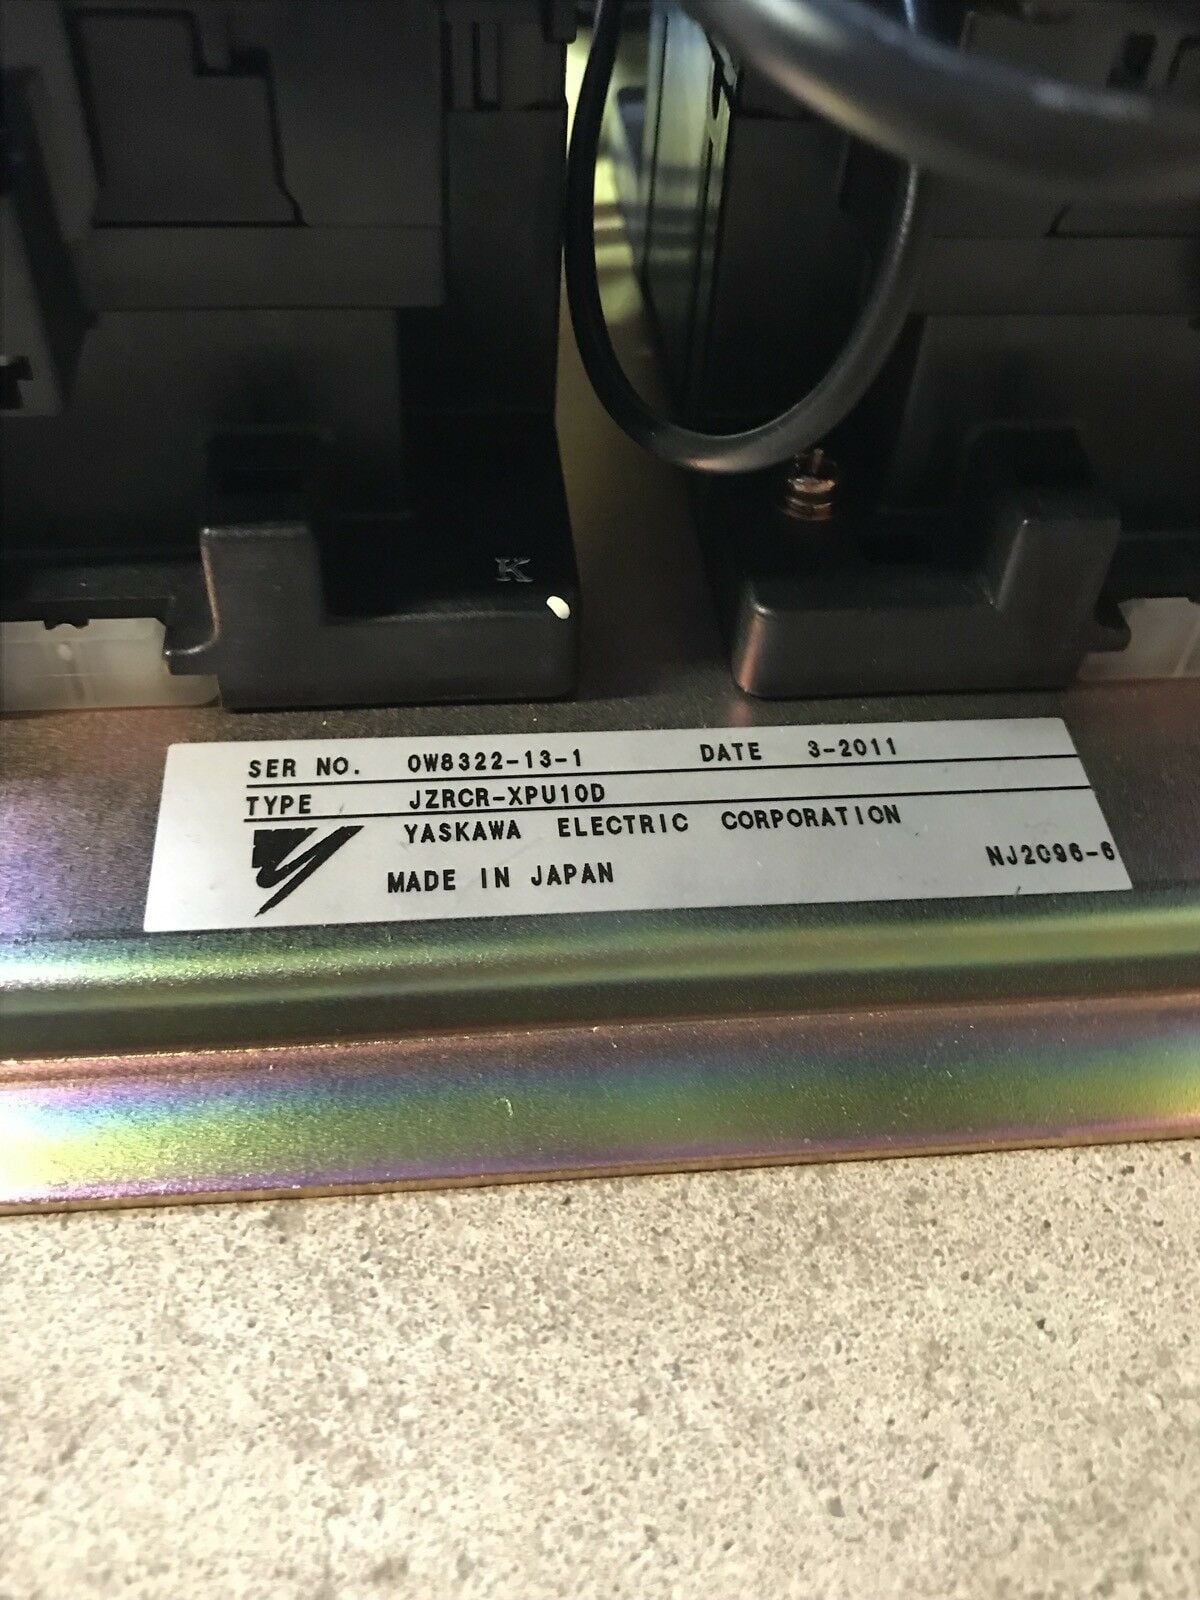 K
SER NO. 0W8322-13-1 DATE 3-2011
TYPE JZRCR-XPU10D
YASKAWA ELECTRIC CORPORATION
MADE IN JAPAN NJ2096-6